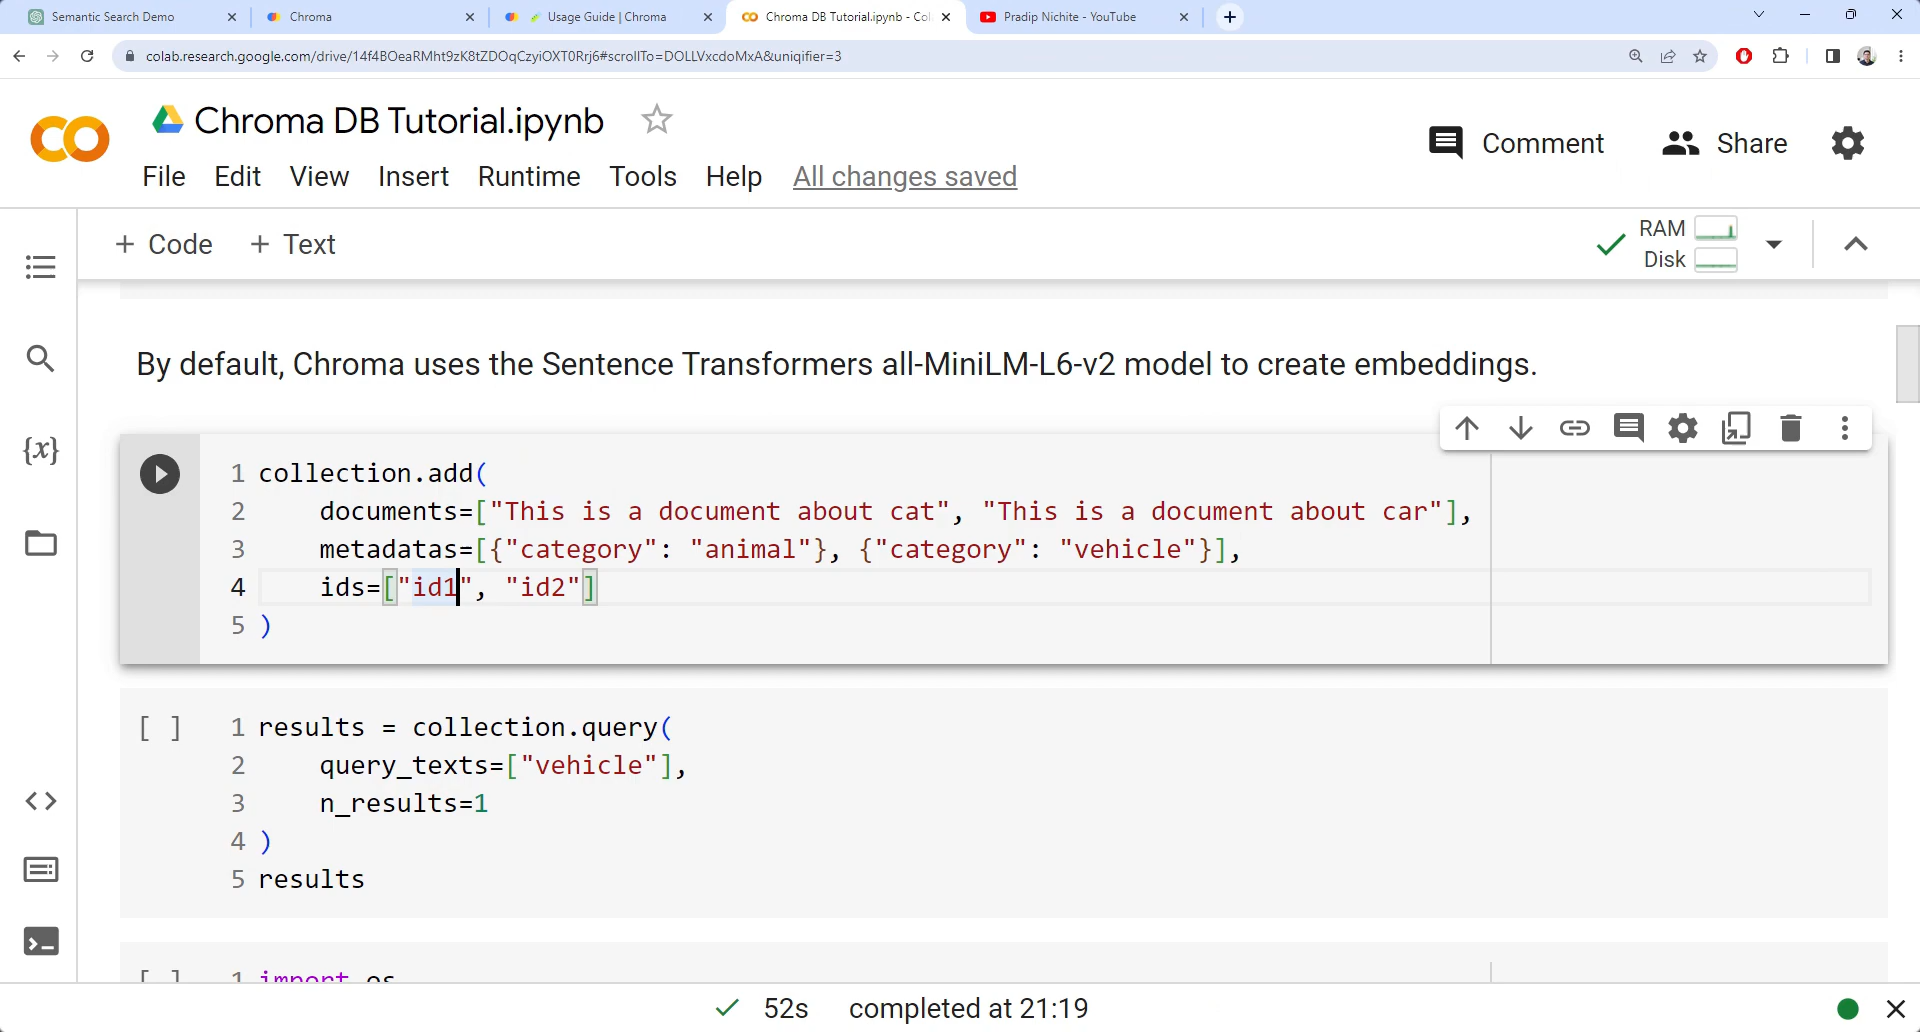 Semantic Search Demo
Chroma
Usage Guide | Chroma
Chroma DB Tutorial.ipynb - Col
Pradip Nichite - YouTube
colab.research.google.com/drive/14f4BOeaRMht9zK8tZDOqCzyiOXT0Rrj6#scrollTo=DOLLVxcdoMxA&uniqifier=3
Chroma DB Tutorial.ipynb
Comment
Share
File Edit View Insert Runtime Tools Help All changes saved
+ Code + Text
RAM
Disk
By default, Chroma uses the Sentence Transformers all-MiniLM-L6-v2 model to create embeddings.
{x}
1 collection.add(
2     documents=["This is a document about cat", "This is a document about car"],
3     metadatas=[{"category": "animal"}, {"category": "vehicle"}],
4     ids=["id1", "id2"]
5 )
[ ] 1 results = collection.query(
2     query_texts=["vehicle"],
3     n_results=1
4 )
5 results
[ ] 1 import os
52s completed at 21:19